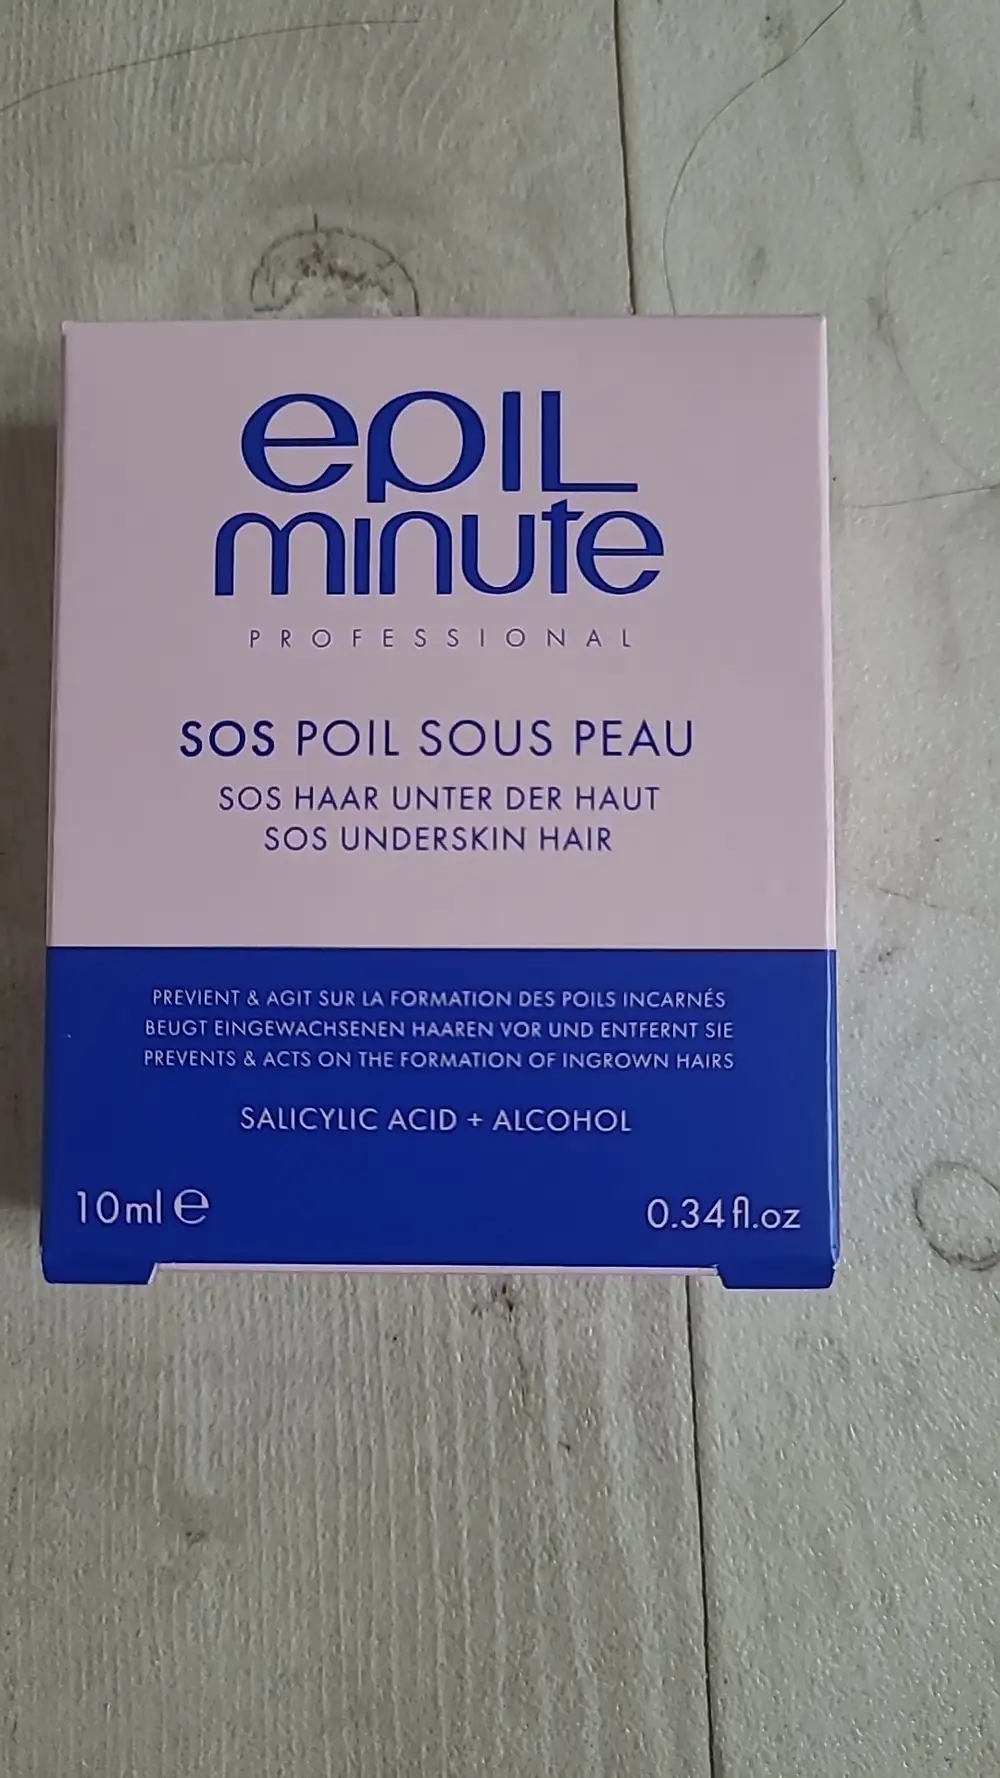 epIL
minute
PROFESSIONAL
SOS POIL SOUS PEAU
SOS HAAR UNTER DER HAUT
SOS UNDERSKIN HAIR
PREVIENT & AGIT SUR LA FORMATION DES POILS INCARNÉS
BEUGT EINGEWACHSENEN HAAREN VOR UND ENTFERNT SIE
PREVENTS & ACTS ON THE FORMATION OF INGROWN HAIRS
SALICYLIC ACID + ALCOHOL
10ml ℮ 0.34fl.oz